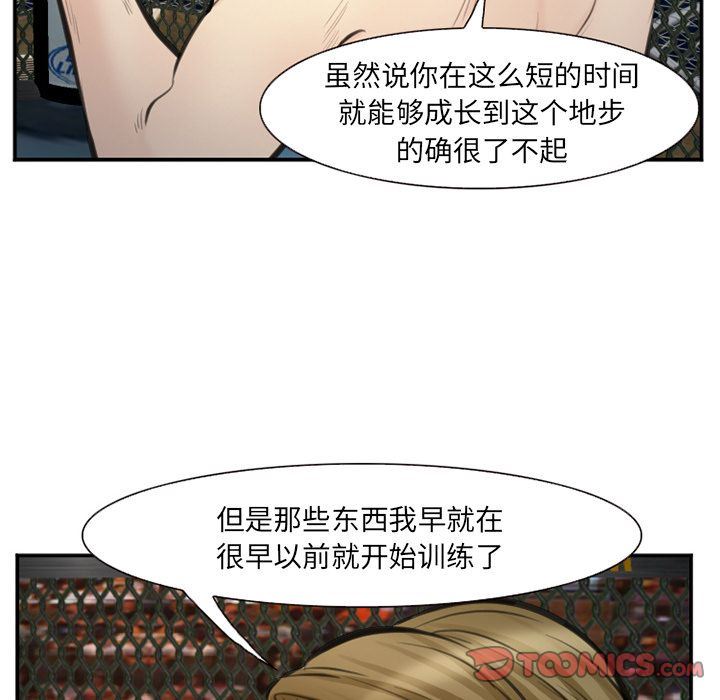 虽然说你在这么短的时间
就能够成长到这个地步
的确很了不起
但是那些东西我早就在
很早以前就开始训练了
TOOMICS.COM